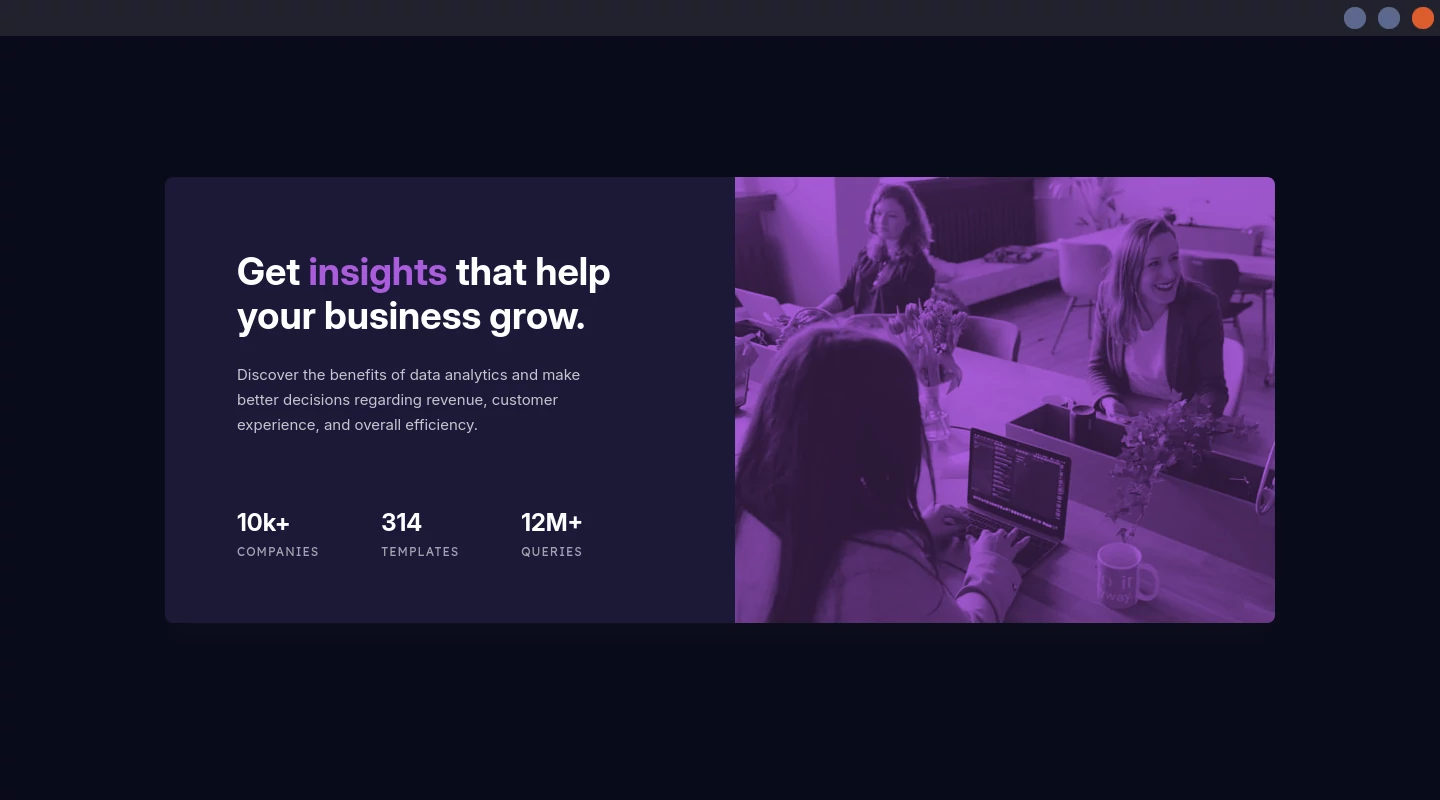 Get insights that help
your business grow.
Discover the benefits of data analytics and make
better decisions regarding revenue, customer
experience, and overall efficiency.
10k+ 314 12M+
COMPANIES TEMPLATES QUERIES